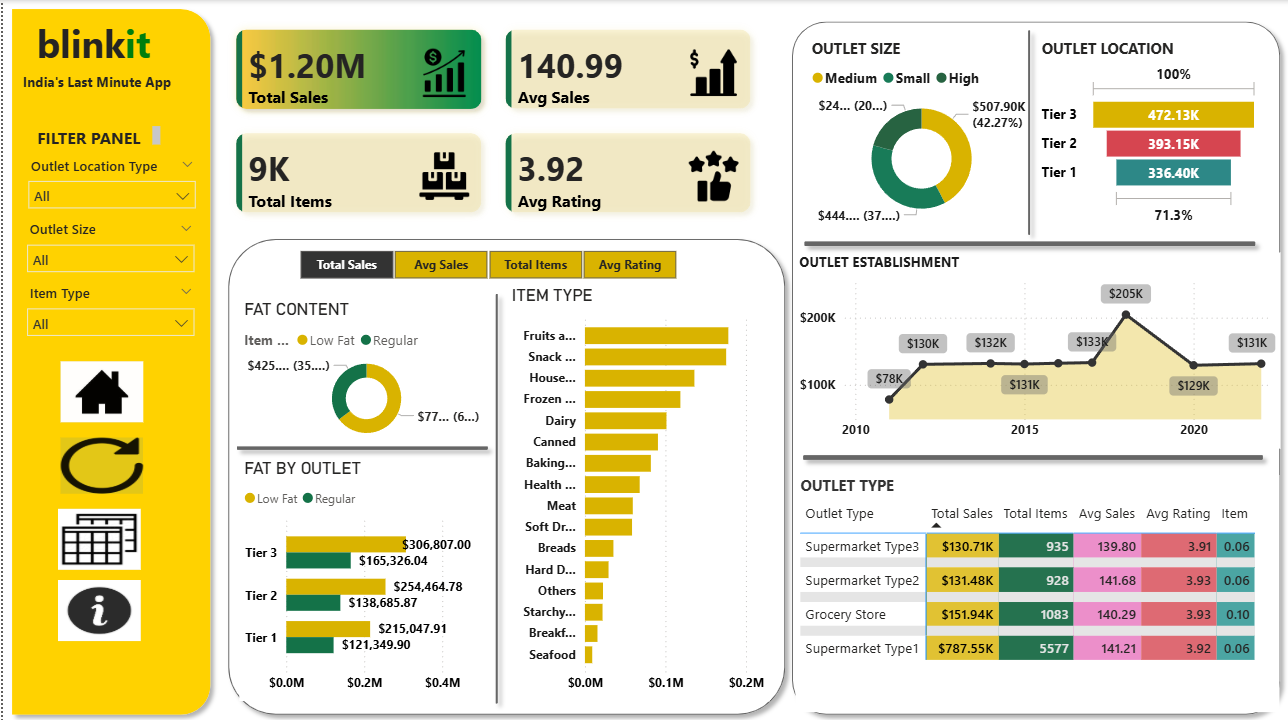 blinkit
India's Last Minute App
FILTER PANEL
Outlet Location Type
All
Outlet Size
All
Item Type
All
$1.20M
Total Sales
140.99
Avg Sales
9K
Total Items
3.92
Avg Rating
Total Sales Avg Sales Total Items Avg Rating
FAT CONTENT
Item ... Low Fat Regular
$425.... (35....)
$77... (6...)
FAT BY OUTLET
Low Fat Regular
Tier 3
$306,807.00
$165,326.04
Tier 2
$254,464.78
$138,685.87
Tier 1
$215,047.91
$121,349.90
$0.0M $0.2M $0.4M
ITEM TYPE
Fruits a...
Snack ...
House...
Frozen ...
Dairy
Canned
Baking...
Health ...
Meat
Soft Dr...
Breads
Hard D...
Others
Starchy...
Breakf...
Seafood
$0.0M $0.1M $0.2M
OUTLET SIZE
Medium Small High
$24... (20...)
$507.90K
(42.27%)
$444.... (37....)
OUTLET LOCATION
100%
Tier 3 472.13K
Tier 2 393.15K
Tier 1 336.40K
71.3%
OUTLET ESTABLISHMENT
$200K
$100K
$78K
$130K
$132K
$131K
$133K
$205K
$129K
$131K
2010 2015 2020
OUTLET TYPE
Outlet Type Total Sales Total Items Avg Sales Avg Rating Item
Supermarket Type3 $130.71K 935 139.80 3.91 0.06
Supermarket Type2 $131.48K 928 141.68 3.93 0.06
Grocery Store $151.94K 1083 140.29 3.93 0.10
Supermarket Type1 $787.55K 5577 141.21 3.92 0.06